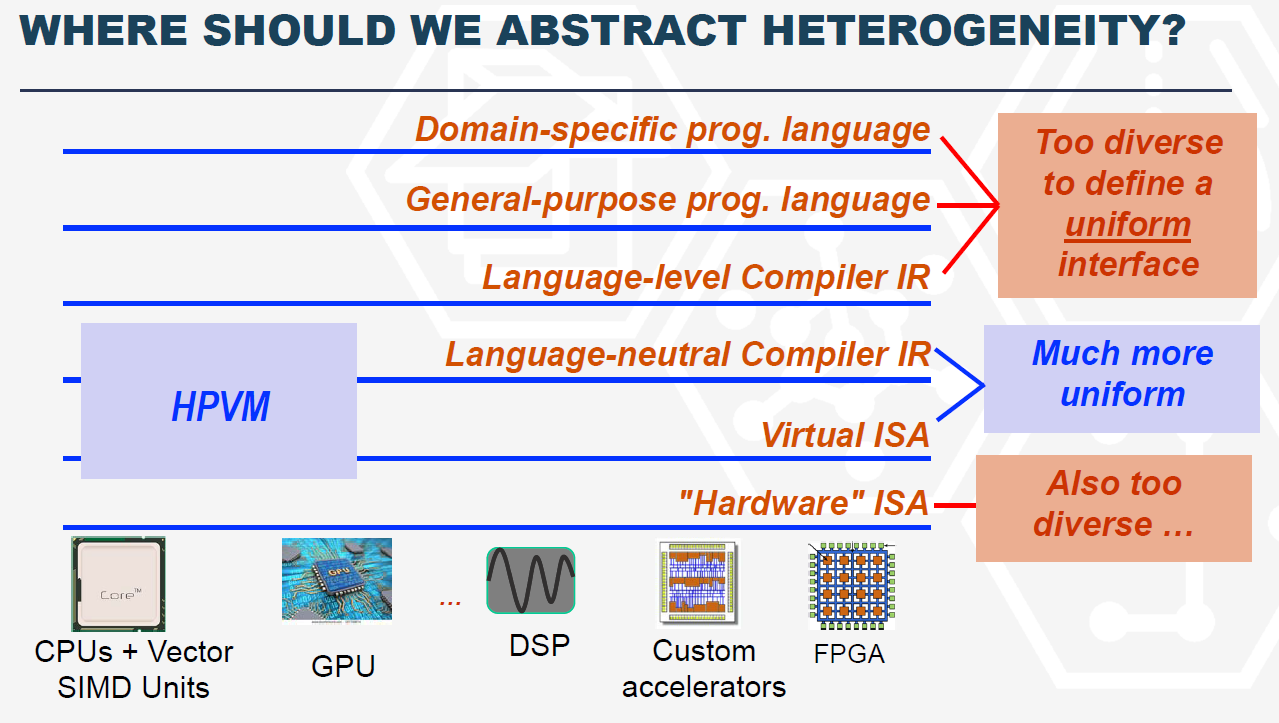 WHERE SHOULD WE ABSTRACT HETEROGENEITY?
Domain-specific prog. language
General-purpose prog. language
Language-level Compiler IR
Too diverse
to define a
uniform
interface
Language-neutral Compiler IR
Virtual ISA
HPVM
Much more
uniform
"Hardware" ISA
Also too
diverse ...
Core™
GPU
...
CPUs + Vector
SIMD Units
GPU
DSP
Custom
accelerators
FPGA